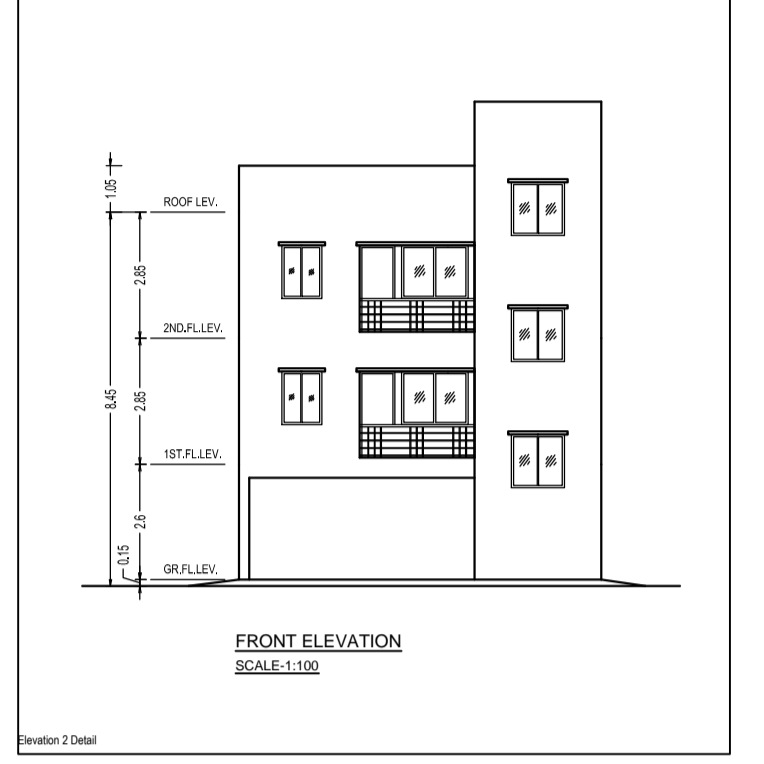 1.05
ROOF LEV.
2.85
2ND.FL.LEV.
8.45
2.85
1ST.FL.LEV.
2.6
0.15
GR.FL.LEV.
FRONT ELEVATION
SCALE-1:100
Elevation 2 Detail